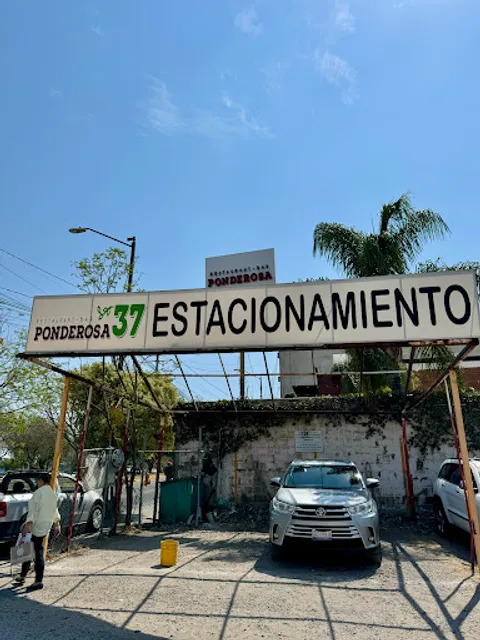 RESTAURANT-BAR
PONDEROSA
RESTAURANT-BAR
PONDEROSA 37 ESTACIONAMIENTO